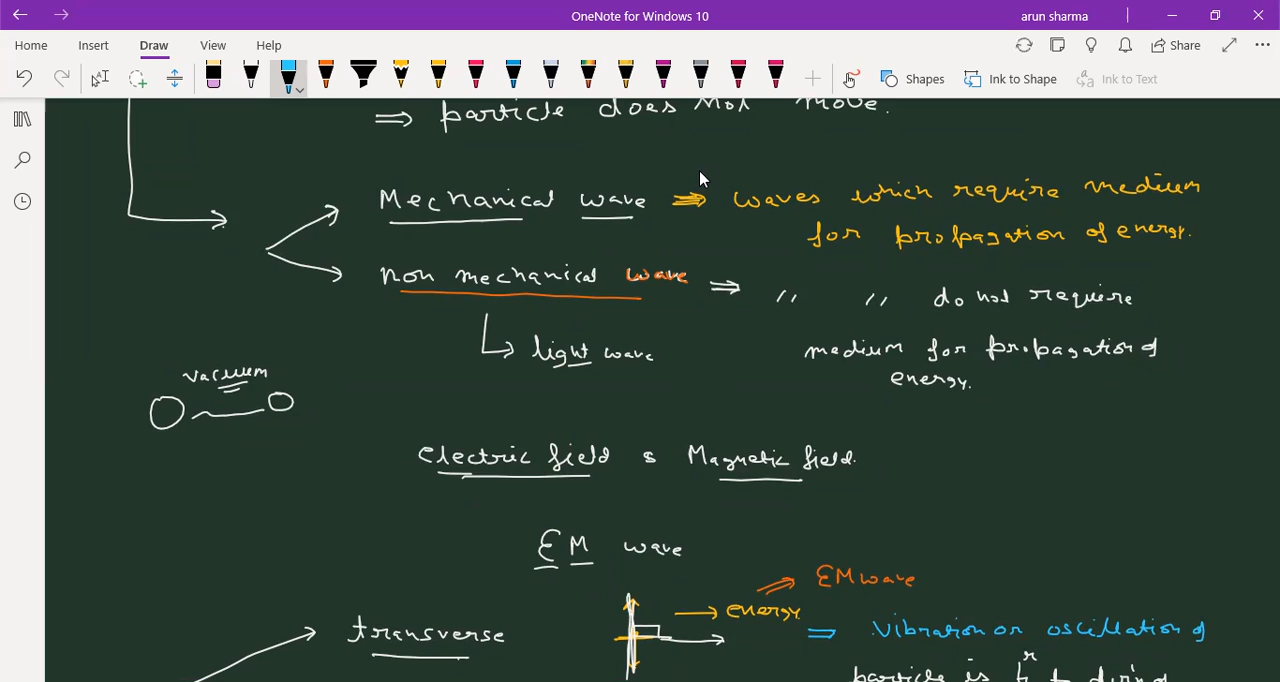 OneNote for Windows 10
arun sharma
Home Insert Draw View Help
Share
Shapes Ink to Shape Ink to Text
⇒ particle does not move.
Mechanical wave ⇒ waves which require medium
for propagation of energy.
non mechanical wave ⇒ '' '' do not require
medium for propagation of
energy.
↳ light wave
vacuum
Electric field & Magnetic field.
EM wave
⇒ EM wave
→ energy
transverse
⇒ vibration or oscillation of
particle is